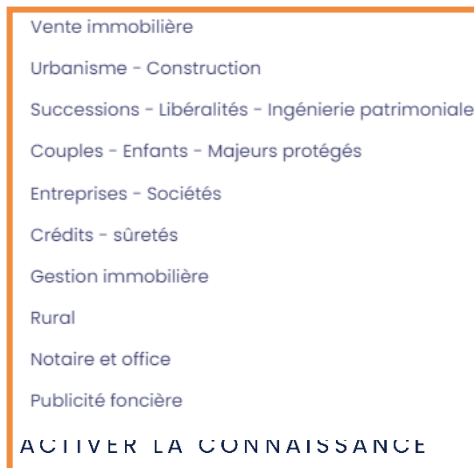 Vente immobilière
Urbanisme - Construction
Successions - Libéralités - Ingénierie patrimoniale
Couples - Enfants - Majeurs protégés
Entreprises - Sociétés
Crédits - sûretés
Gestion immobilière
Rural
Notaire et office
Publicité foncière
ACTIVER LA CONNAISSANCE